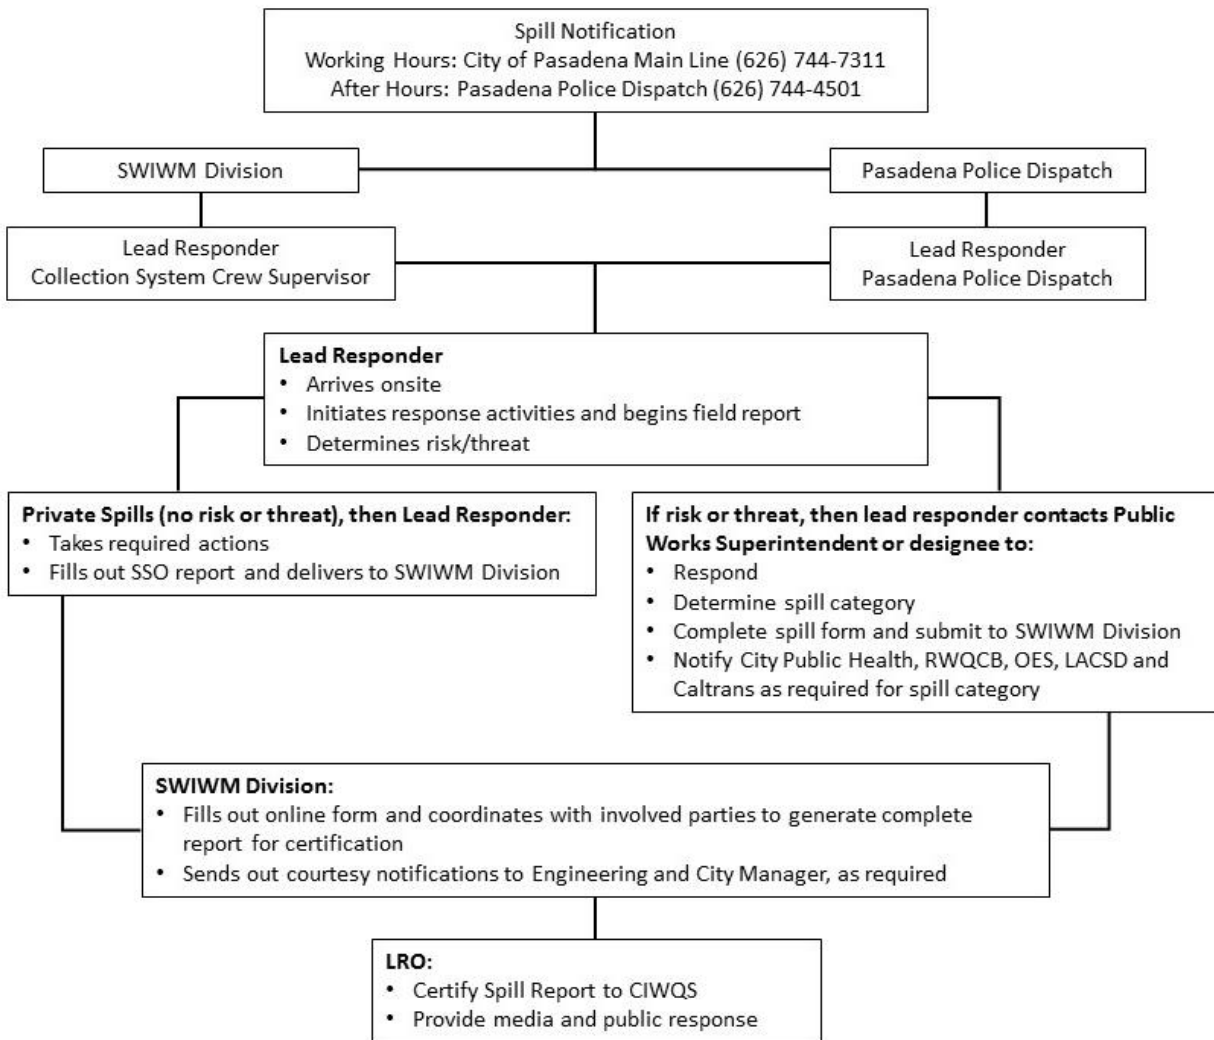 Spill Notification
Working Hours: City of Pasadena Main Line (626) 744-7311
After Hours: Pasadena Police Dispatch (626) 744-4501
SWIWM Division
Pasadena Police Dispatch
Lead Responder
Collection System Crew Supervisor
Lead Responder
Pasadena Police Dispatch
Lead Responder
• Arrives onsite
• Initiates response activities and begins field report
• Determines risk/threat
Private Spills (no risk or threat), then Lead Responder:
• Takes required actions
• Fills out SSO report and delivers to SWIWM Division
If risk or threat, then lead responder contacts Public
Works Superintendent or designee to:
• Respond
• Determine spill category
• Complete spill form and submit to SWIWM Division
• Notify City Public Health, RWQCB, OES, LACSD and
Caltrans as required for spill category
SWIWM Division:
• Fills out online form and coordinates with involved parties to generate complete
report for certification
• Sends out courtesy notifications to Engineering and City Manager, as required
LRO:
• Certify Spill Report to CIWQS
• Provide media and public response